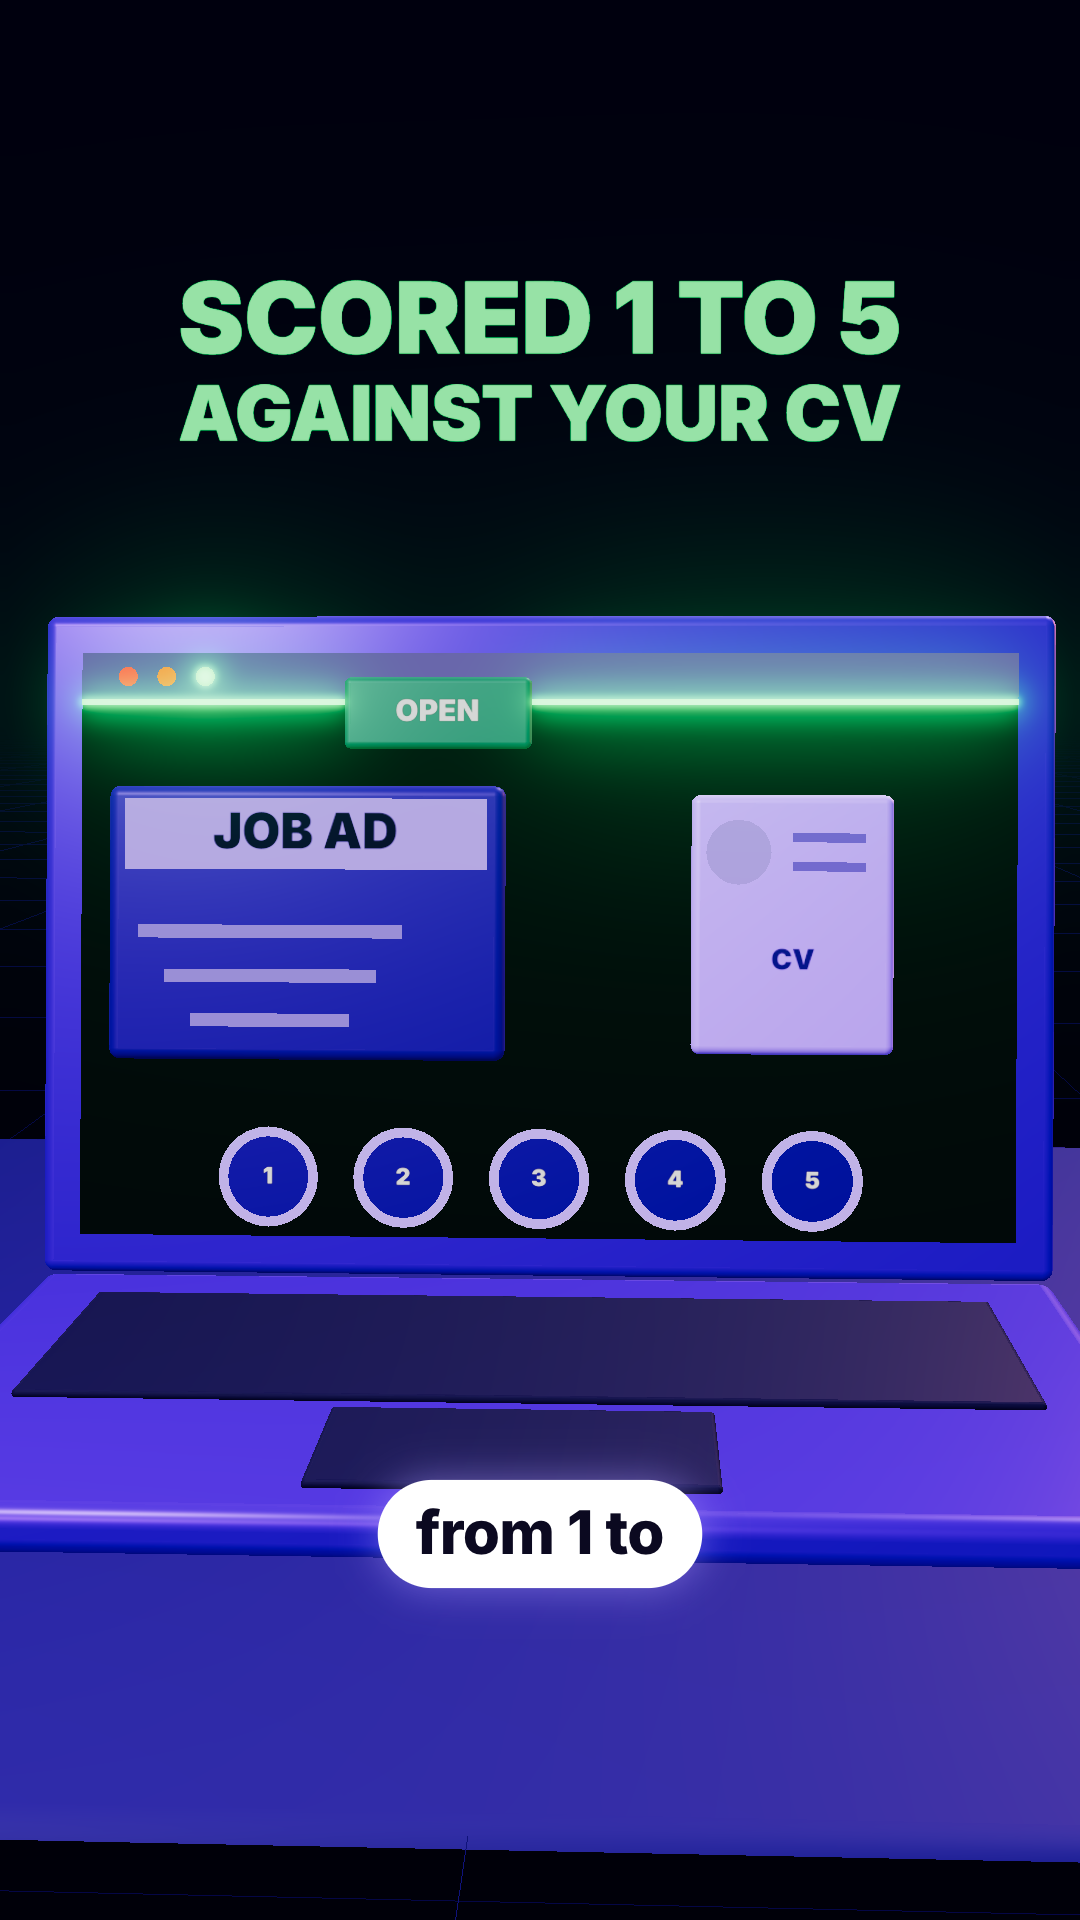 SCORED 1 TO 5
AGAINST YOUR CV
OPEN
JOB AD
CV
1 2 3 4 5
from 1 to